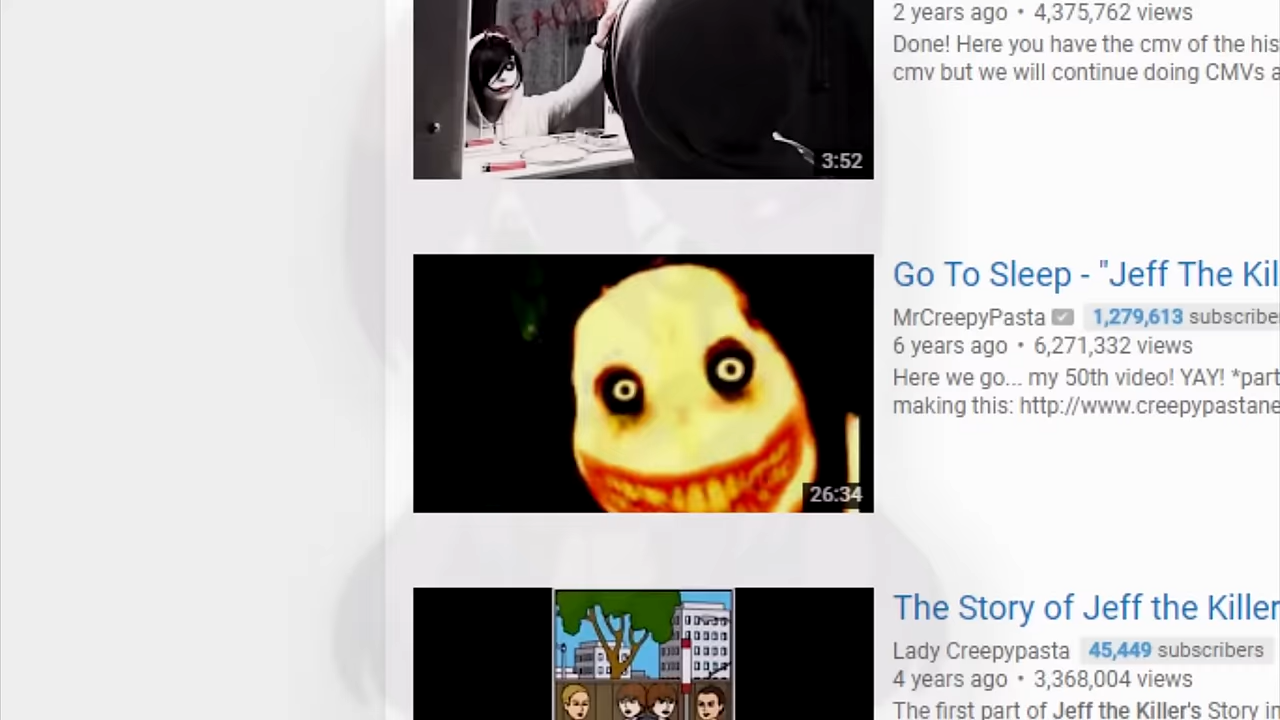 2 years ago • 4,375,762 views
Done! Here you have the cmv of the his
cmv but we will continue doing CMVs a
3:52
Go To Sleep - "Jeff The Kil
MrCreepyPasta 1,279,613 subscribe
6 years ago • 6,271,332 views
Here we go... my 50th video! YAY! *part
making this: http://www.creepypastane
26:34
The Story of Jeff the Killer
Lady Creepypasta 45,449 subscribers
4 years ago • 3,368,004 views
The first part of Jeff the Killer's Story in